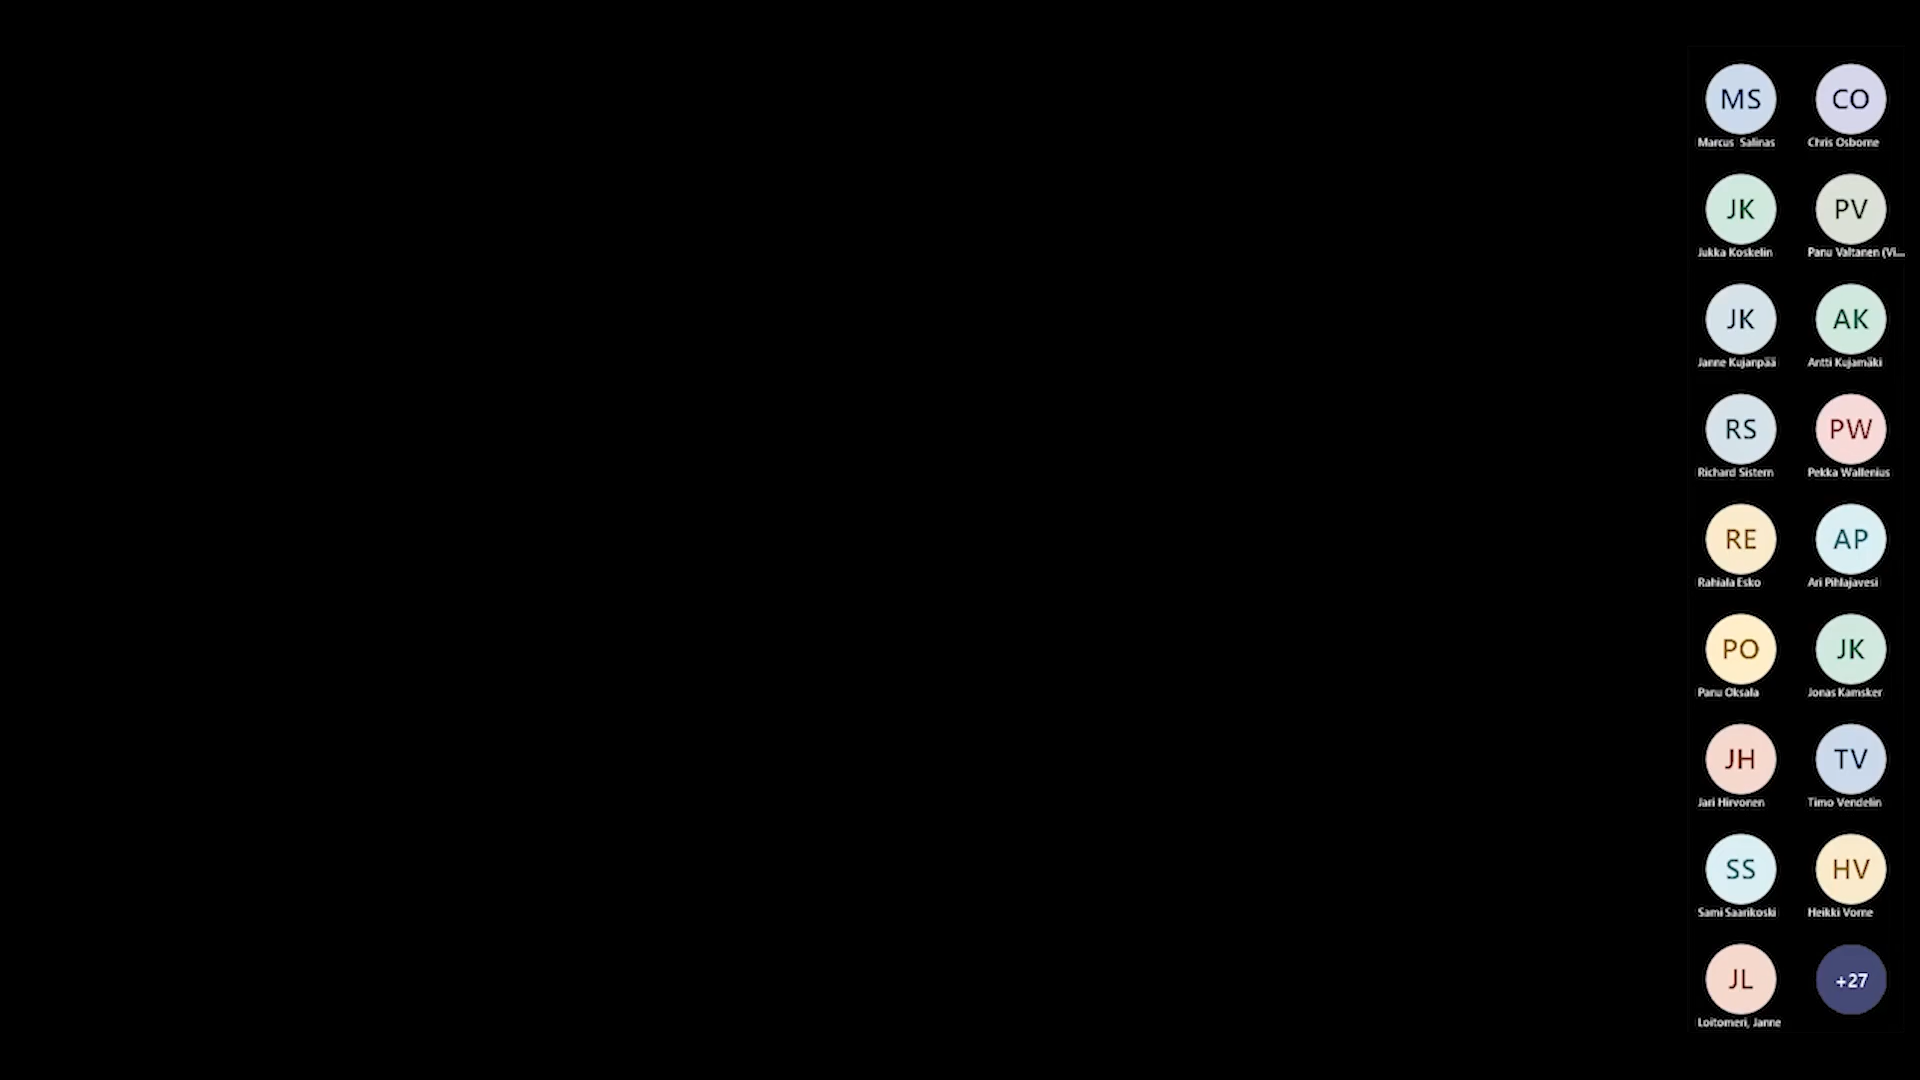 MS CO
Marcus Salinas Chris Osborne
JK PV
Jukka Koskelin Panu Valtanen (Vi...
JK AK
Janne Kujanpää Antti Kujamäki
RS PW
Richard Sistern Pekka Wallenius
RE AP
Rahiala Esko Ari Pihlajavesi
PO JK
Panu Oksala Jonas Kamsker
JH TV
Jari Hirvonen Timo Vendelin
SS HV
Sami Saarikoski Heikki Vorne
JL +27
Loitomeri, Janne